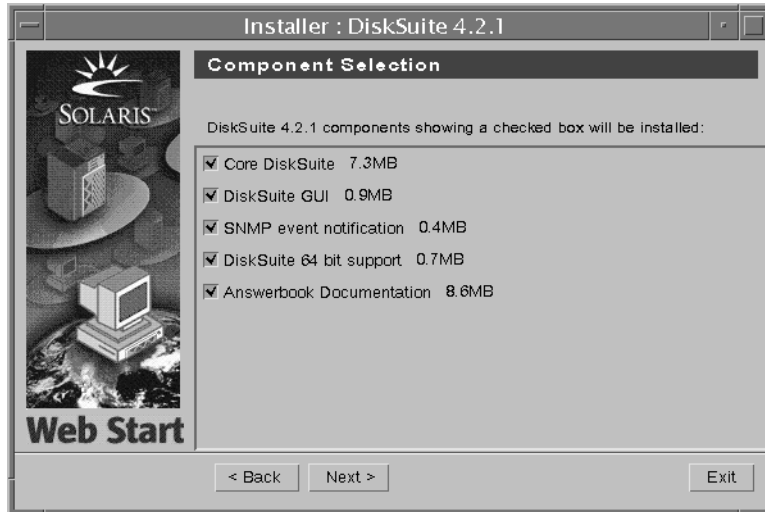 Installer : DiskSuite 4.2.1
Component Selection
SOLARIS™
DiskSuite 4.2.1 components showing a checked box will be installed:
Core DiskSuite 7.3MB
DiskSuite GUI 0.9MB
SNMP event notification 0.4MB
DiskSuite 64 bit support 0.7MB
Answerbook Documentation 8.6MB
Web Start
< Back Next > Exit